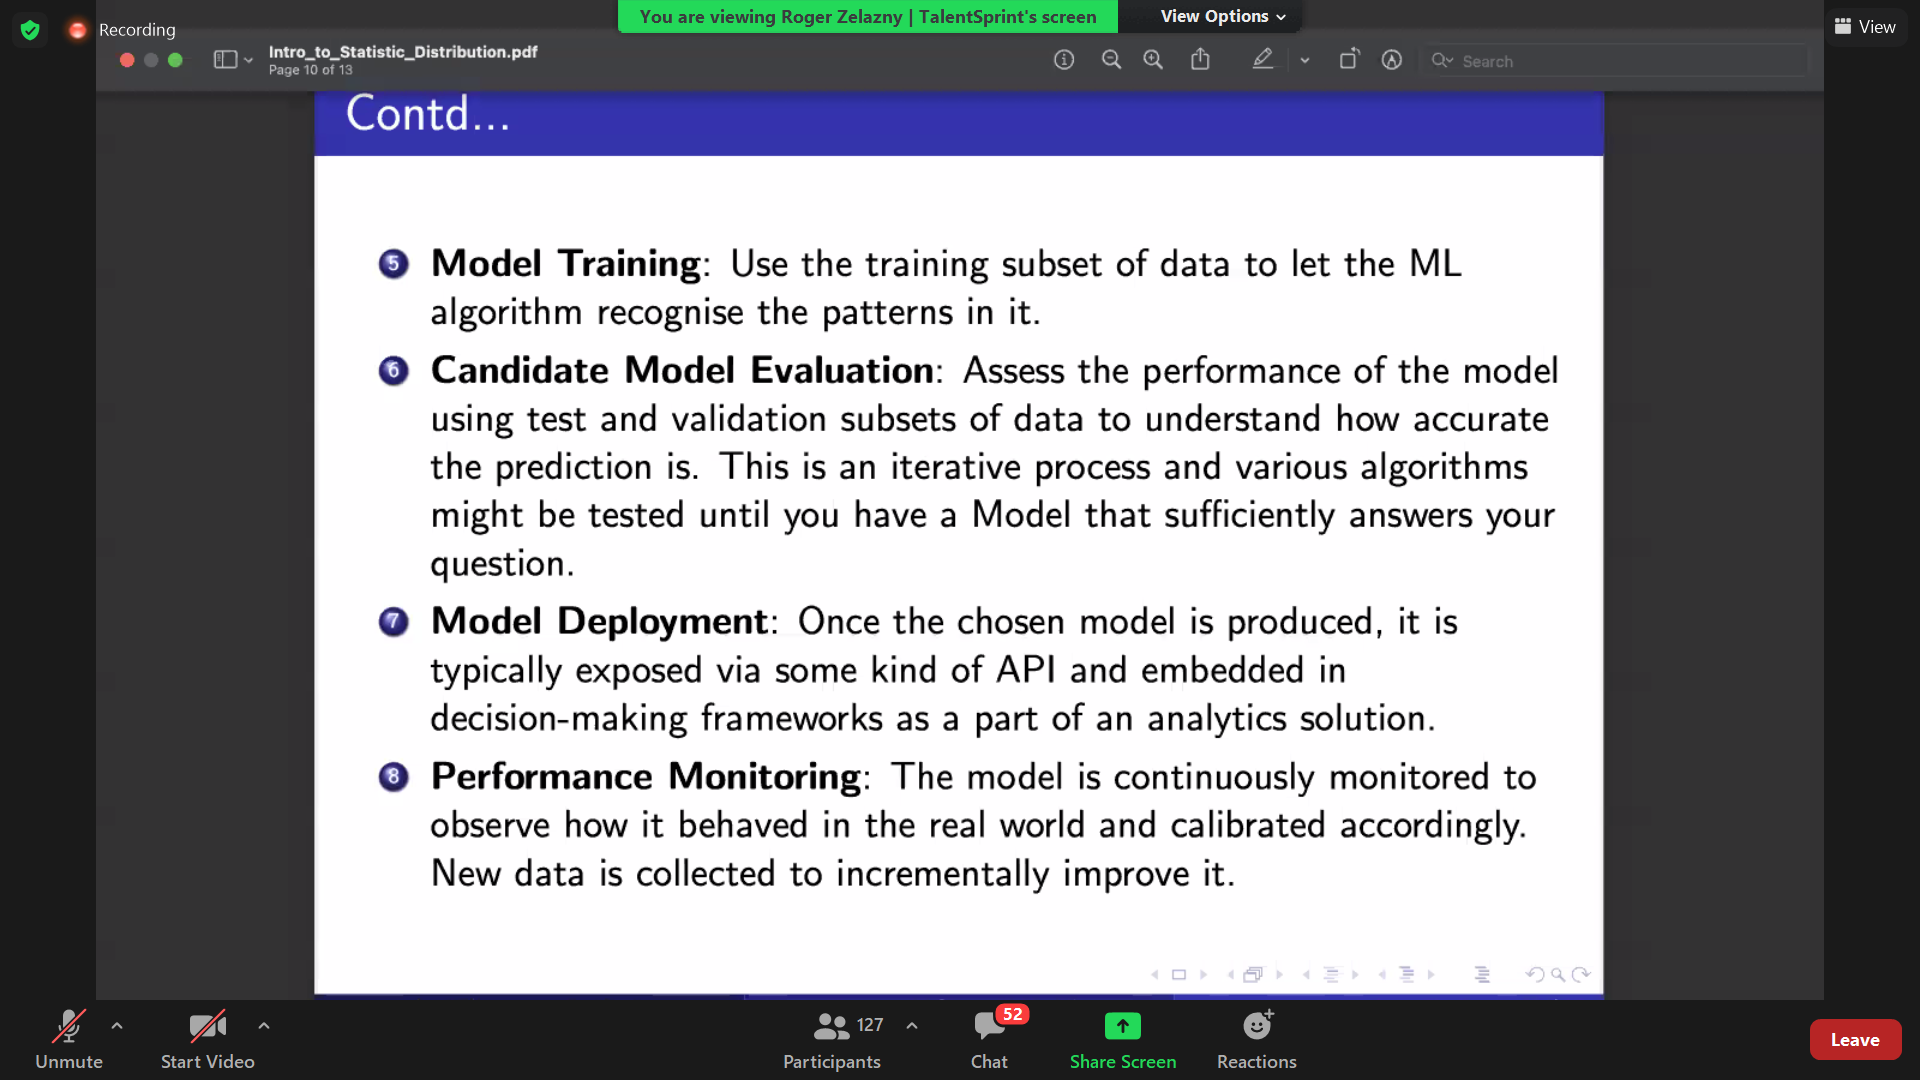 You are viewing Roger Zelazny | TalentSprint's screen
View Options
Recording
View
Intro_to_Statistic_Distribution.pdf
Page 10 of 13
Search
Contd...
5 Model Training: Use the training subset of data to let the ML
algorithm recognise the patterns in it.
6 Candidate Model Evaluation: Assess the performance of the model
using test and validation subsets of data to understand how accurate
the prediction is. This is an iterative process and various algorithms
might be tested until you have a Model that sufficiently answers your
question.
7 Model Deployment: Once the chosen model is produced, it is
typically exposed via some kind of API and embedded in
decision-making frameworks as a part of an analytics solution.
8 Performance Monitoring: The model is continuously monitored to
observe how it behaved in the real world and calibrated accordingly.
New data is collected to incrementally improve it.
127
52
Unmute
Start Video
Participants
Chat
Share Screen
Reactions
Leave